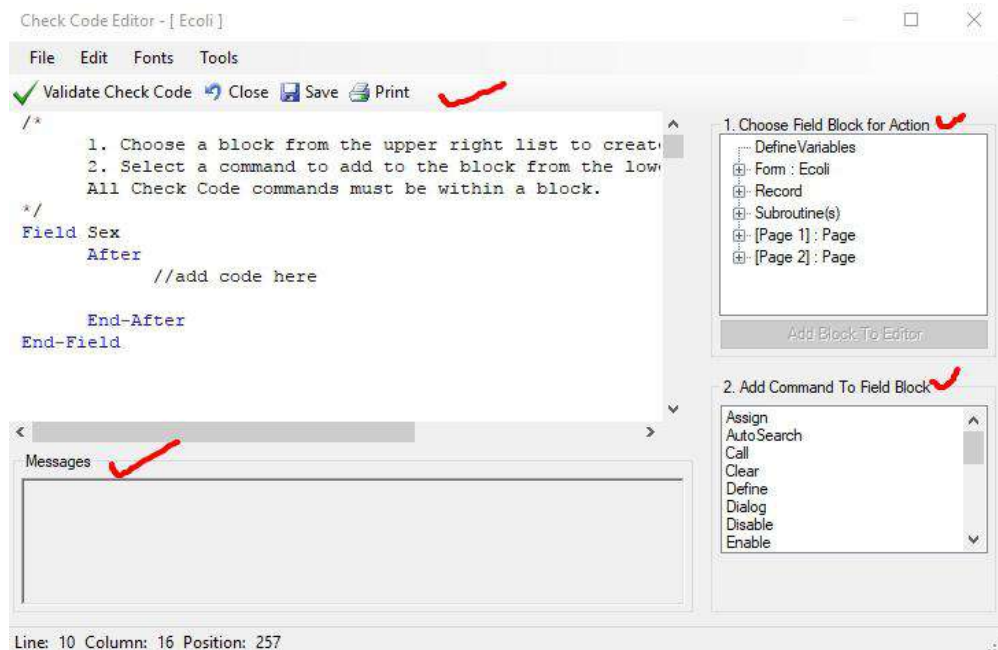 Check Code Editor - [ Ecoli ]
File Edit Fonts Tools
Validate Check Code Close Save Print
/*
1. Choose a block from the upper right list to create
2. Select a command to add to the block from the low
All Check Code commands must be within a block.
*/
Field Sex
After
//add code here
End-After
End-Field
Messages
Line: 10 Column: 16 Position: 257
1. Choose Field Block for Action
DefineVariables
Form : Ecoli
Record
Subroutine(s)
[Page 1] : Page
[Page 2] : Page
Add Block To Editor
2. Add Command To Field Block
Assign
AutoSearch
Call
Clear
Define
Dialog
Disable
Enable